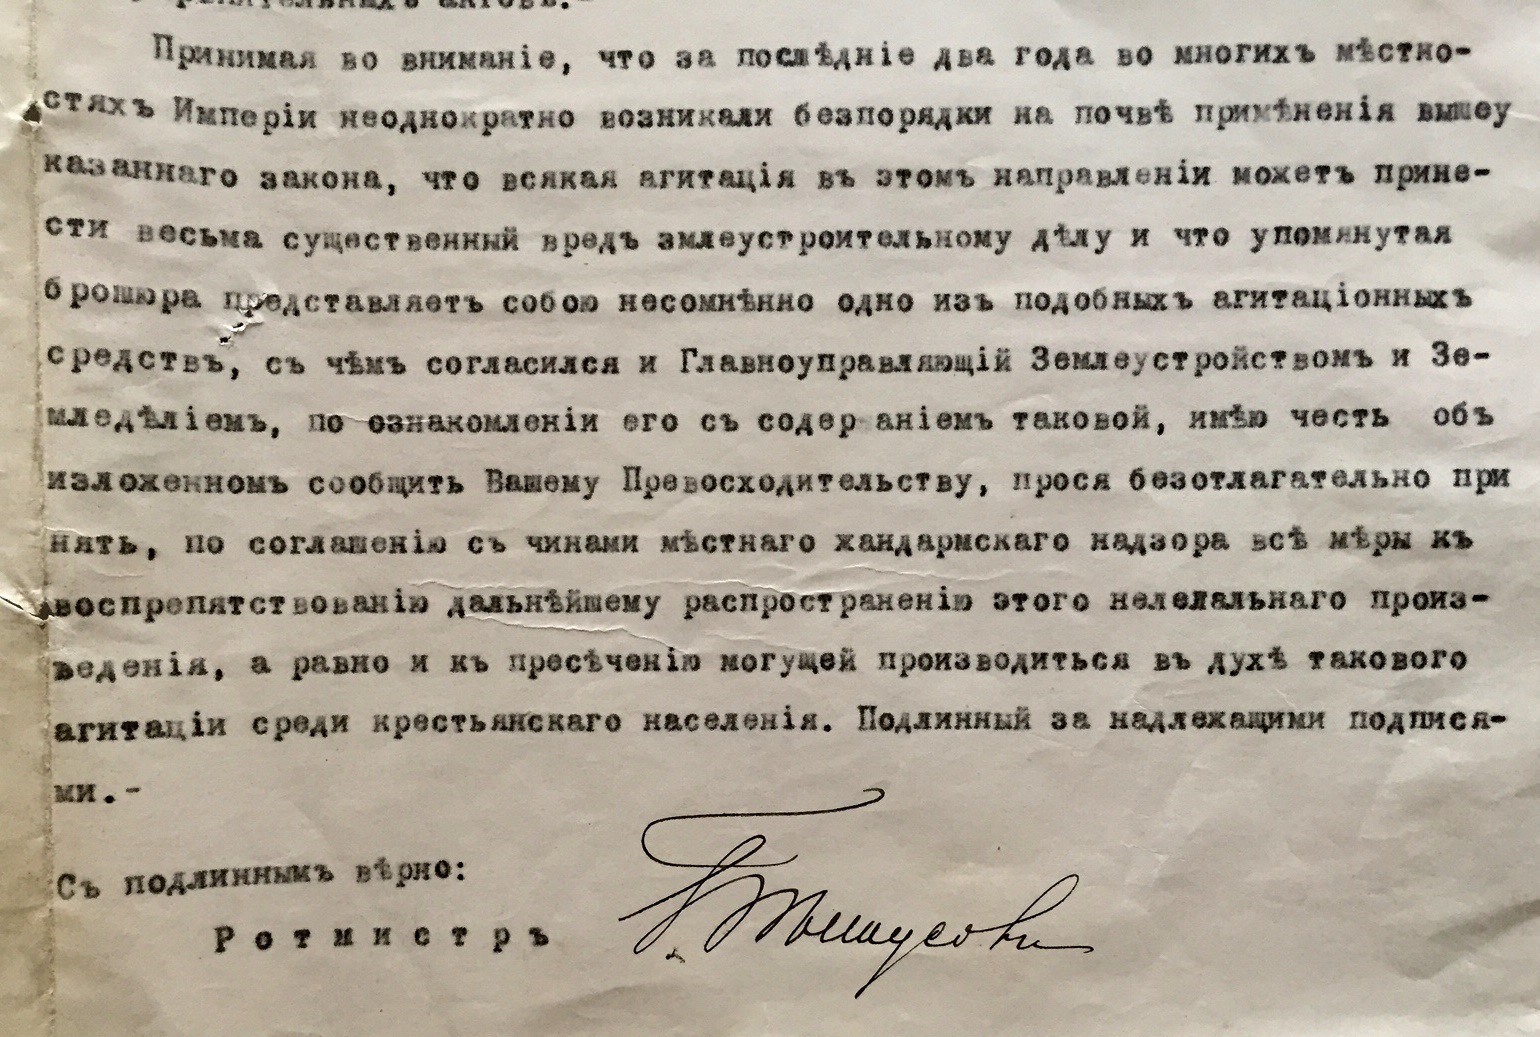 актовъ.-
Принимая во вниманіе, что за послѣдніе два года во многихъ мѣстно-
стяхъ Имперіи неоднократно возникали безпорядки на почвѣ примѣненія вышеу
казаннаго закона, что всякая агитація въ этомъ направленіи можетъ прине-
сти весьма существенный вредъ змлеустроительному дѣлу и что упомянутая
брошюра представляетъ собою несомнѣнно одно изъ подобныхъ агитаціонныхъ
средствъ, съ чѣмъ согласился и Главноуправляющій Землеустройствомъ и Зе-
мледѣліемъ, по ознакомленіи его съ содер аніемъ таковой, имѣю честь объ
изложенномъ сообщить Вашему Превосходительству, прося безотлагательно при
нять, по соглашенію съ чинами мѣстнаго жандармскаго надзора всѣ мѣры къ
воспрепятствованію дальнѣйшему распространенію этого нелелальнаго произ-
веденія, а равно и къ пресѣченію могущей производиться въ духѣ такового
агитаціи среди крестьянскаго населенія. Подлинный за надлежащими подпися-
ми.-
Съ подлиннымъ вѣрно:
Ротмистръ